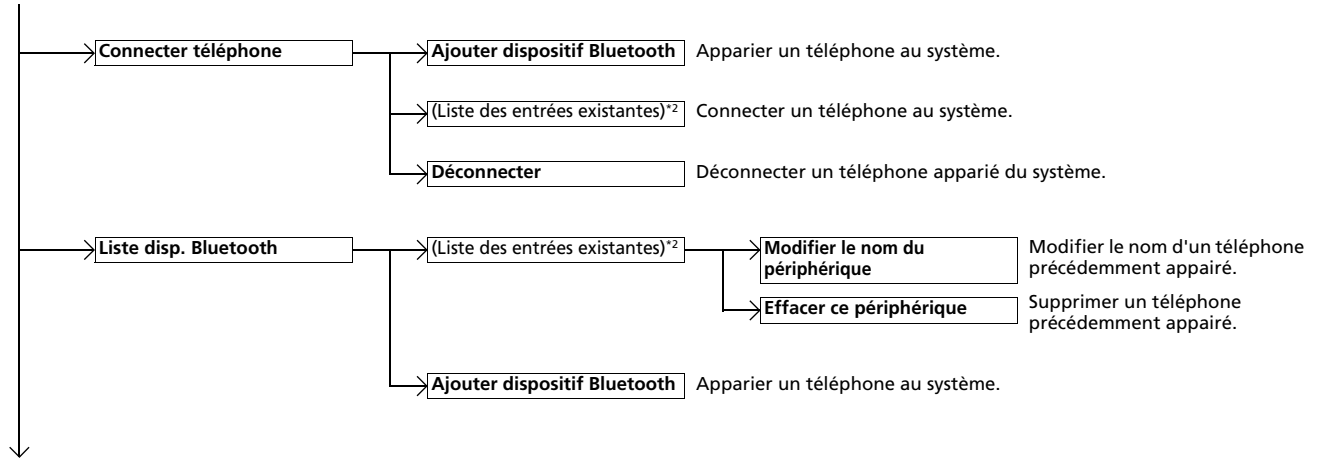 Connecter téléphone
Ajouter dispositif Bluetooth
Apparier un téléphone au système.
(Liste des entrées existantes)*2
Connecter un téléphone au système.
Déconnecter
Déconnecter un téléphone apparié du système.
Liste disp. Bluetooth
(Liste des entrées existantes)*2
Modifier le nom du
périphérique
Modifier le nom d'un téléphone
précédemment appairé.
Effacer ce périphérique
Supprimer un téléphone
précédemment appairé.
Ajouter dispositif Bluetooth
Apparier un téléphone au système.